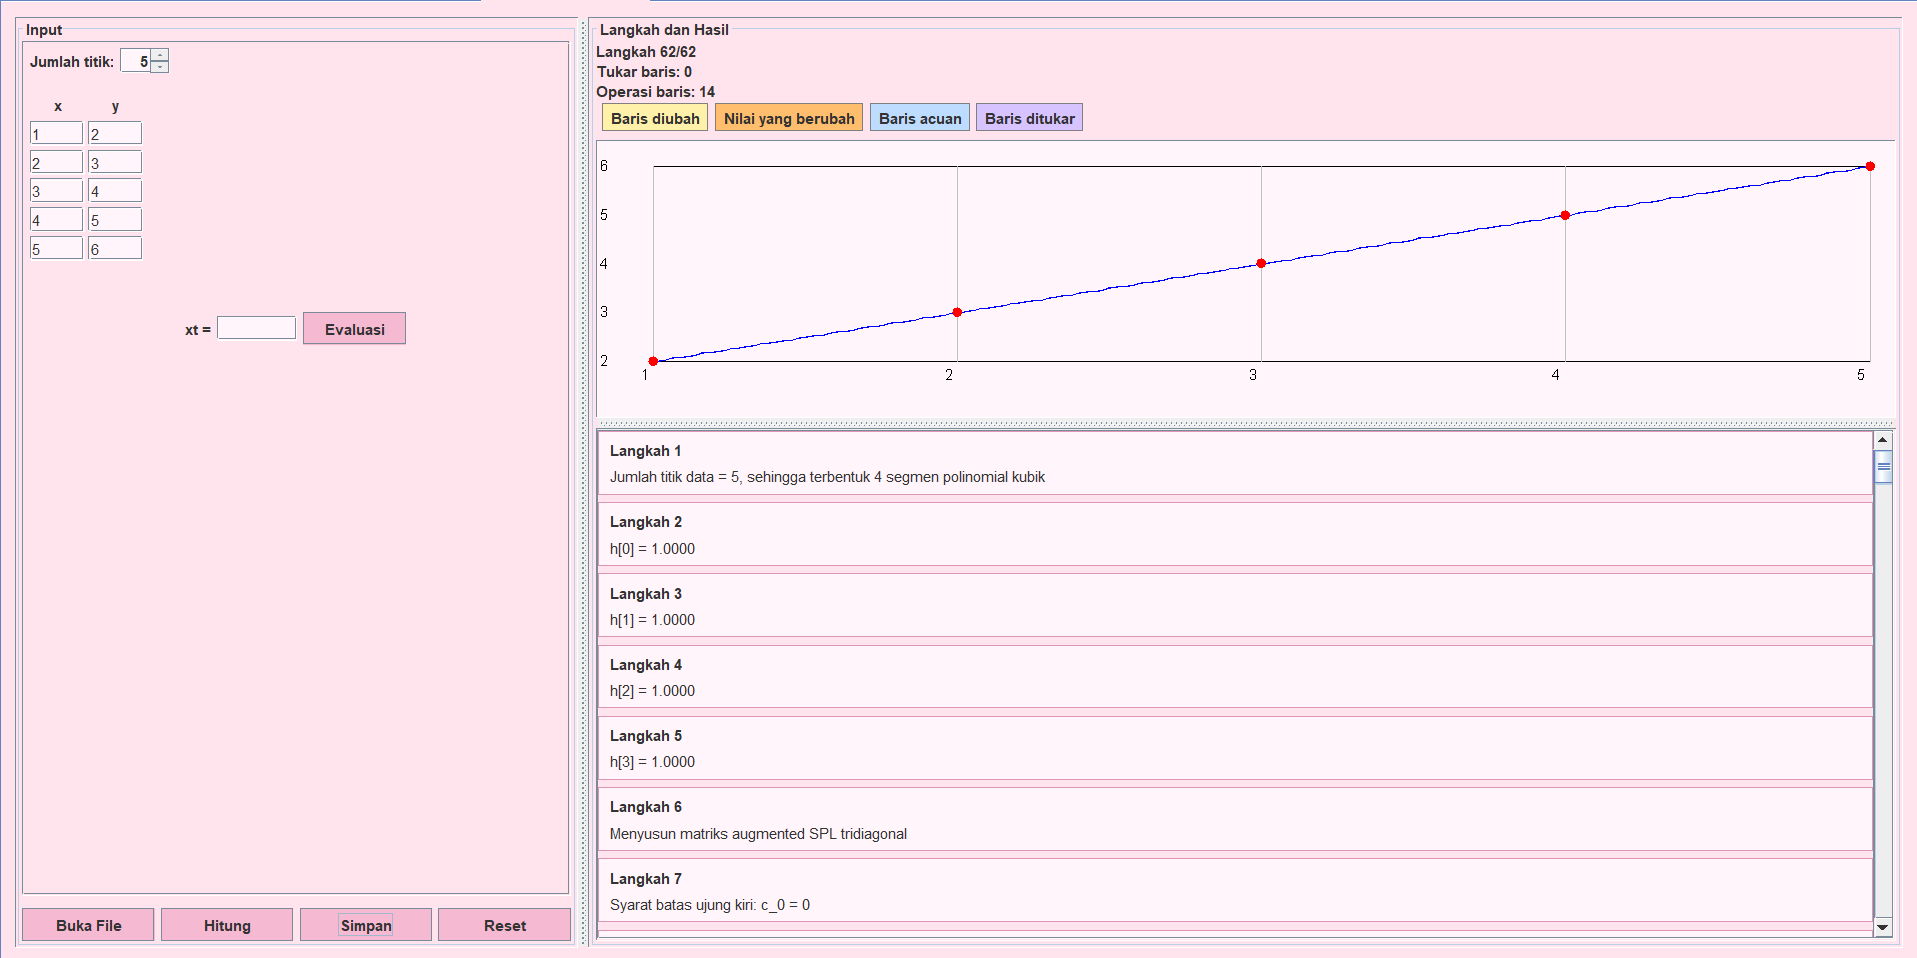 Input
Jumlah titik: 5
x y
1 2
2 3
3 4
4 5
5 6
xt = Evaluasi
Buka File Hitung Simpan Reset
Langkah dan Hasil
Langkah 62/62
Tukar baris: 0
Operasi baris: 14
Baris diubah Nilai yang berubah Baris acuan Baris ditukar
6
5
4
3
2
1 2 3 4 5
Langkah 1
Jumlah titik data = 5, sehingga terbentuk 4 segmen polinomial kubik
Langkah 2
h[0] = 1.0000
Langkah 3
h[1] = 1.0000
Langkah 4
h[2] = 1.0000
Langkah 5
h[3] = 1.0000
Langkah 6
Menyusun matriks augmented SPL tridiagonal
Langkah 7
Syarat batas ujung kiri: c_0 = 0